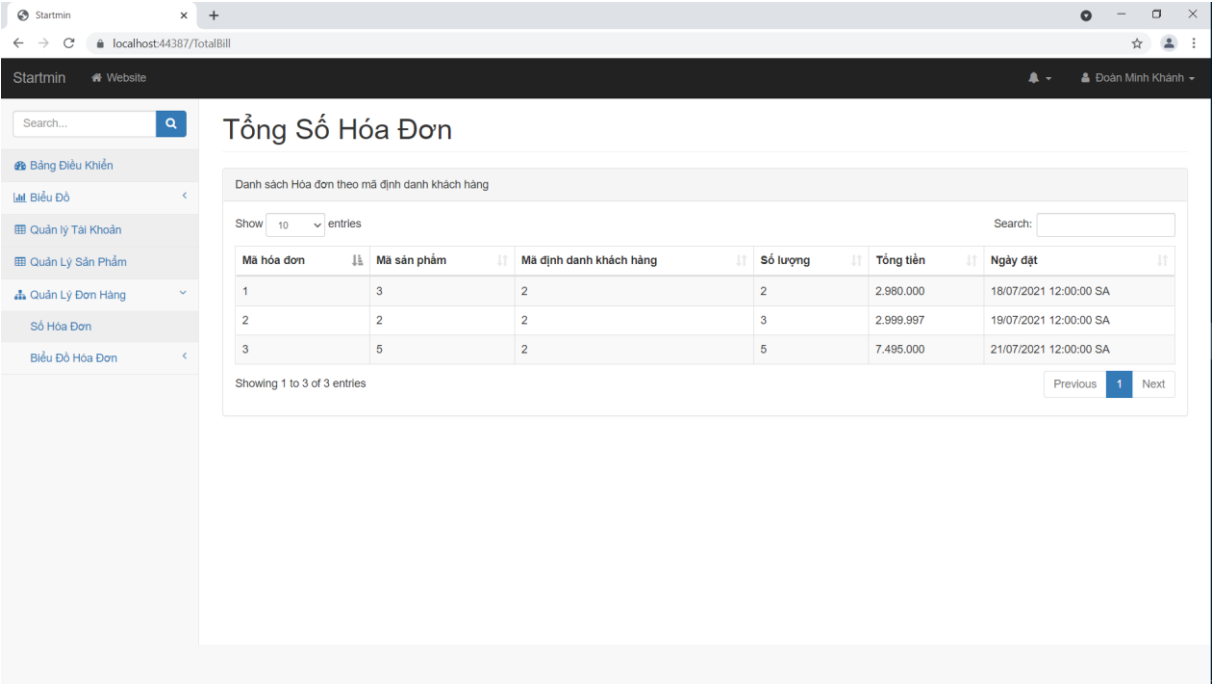 Startmin
localhost:44387/TotalBill
Startmin Website Đoàn Minh Khánh
Search...
Bảng Điều Khiển
Biểu Đồ
Quản lý Tài Khoản
Quản Lý Sản Phẩm
Quản Lý Đơn Hàng
Số Hóa Đơn
Biểu Đồ Hóa Đơn
Tổng Số Hóa Đơn
Danh sách Hóa đơn theo mã định danh khách hàng
Show 10 entries Search:
Mã hóa đơn Mã sản phẩm Mã định danh khách hàng Số lượng Tổng tiền Ngày đặt
1 3 2 2 2.980.000 18/07/2021 12:00:00 SA
2 2 2 3 2.999.997 19/07/2021 12:00:00 SA
3 5 2 5 7.495.000 21/07/2021 12:00:00 SA
Showing 1 to 3 of 3 entries Previous 1 Next